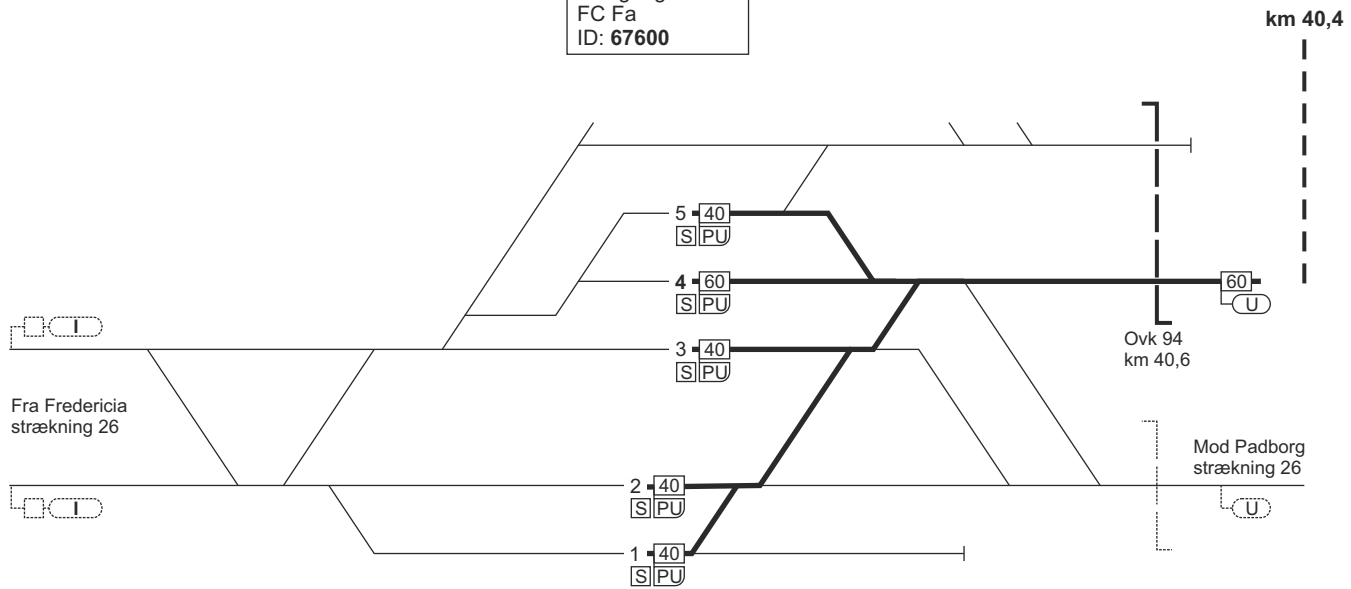 FC Fa
ID: 67600
km 40,4
5 40
S PU
4 60
S PU
60
U
I
3 40
S PU
Ovk 94
km 40,6
Fra Fredericia
strækning 26
Mod Padborg
strækning 26
2 40
S PU
I
U
1 40
S PU